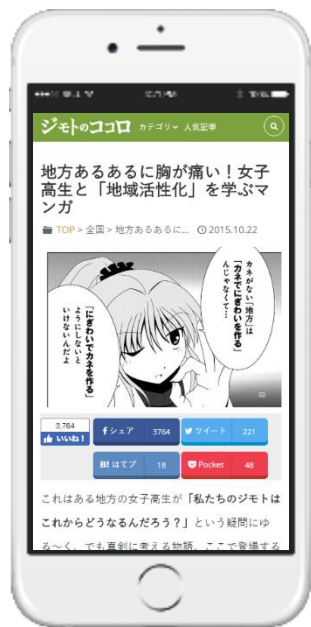 ジモトのココロ カテゴリ 人気記事
地方あるあるに胸が痛い！女子
高生と「地域活性化」を学ぶマ
ンガ
TOP > 全国 > 地方あるあるに... 2015.10.22
カネがない「地方」は
「カネでにぎわいを作る」
んじゃなくて…
「にぎわいでカネを作る」
ようにしないと
いけないんだよ
3,764
いいね！
f シェア 3764
ツイート 221
B! はてブ 18
Pocket 48
これはある地方の女子高生が「私たちのジモトは
これからどうなるんだろう？」という疑問にゆ
る〜く、でも真剣に考える物語。ここで登場する